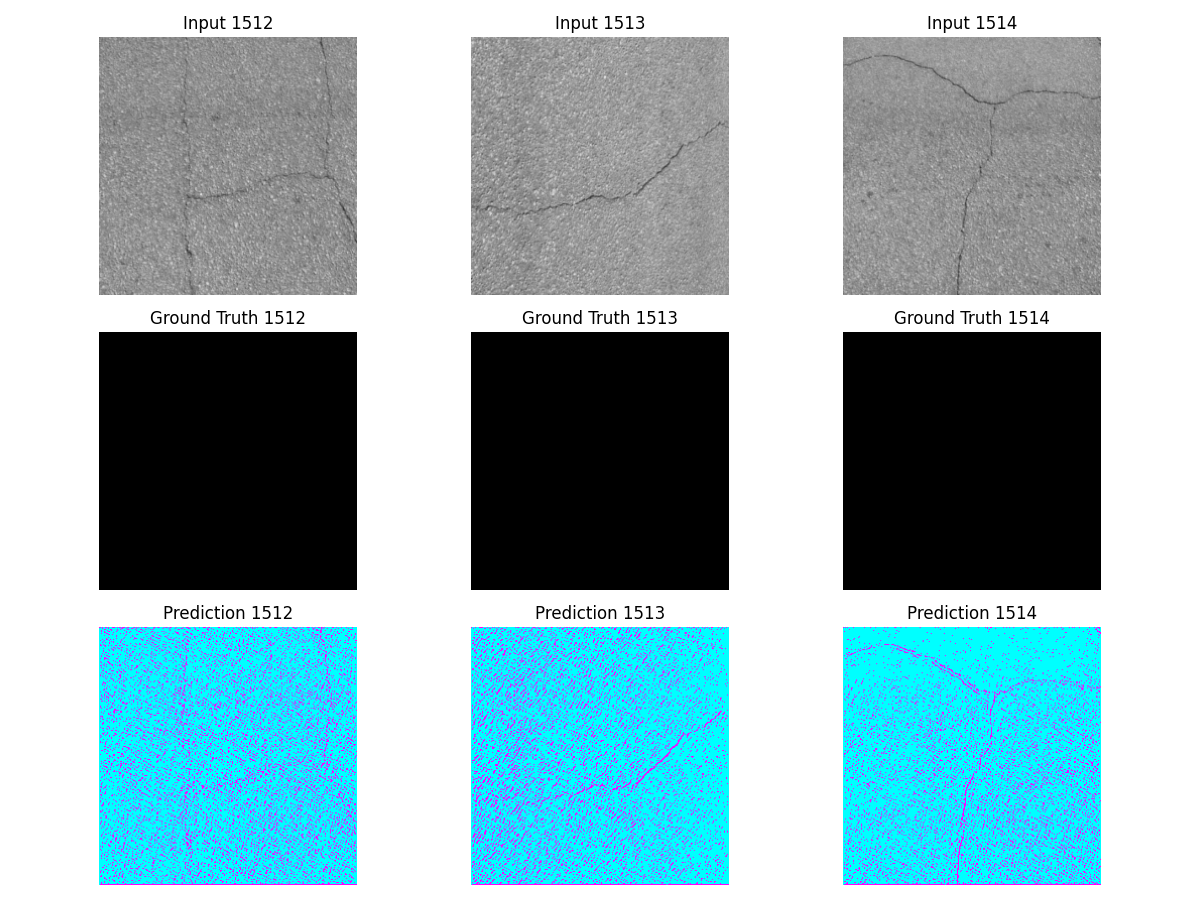 Input 1512
Input 1513
Input 1514
Ground Truth 1512
Ground Truth 1513
Ground Truth 1514
Prediction 1512
Prediction 1513
Prediction 1514